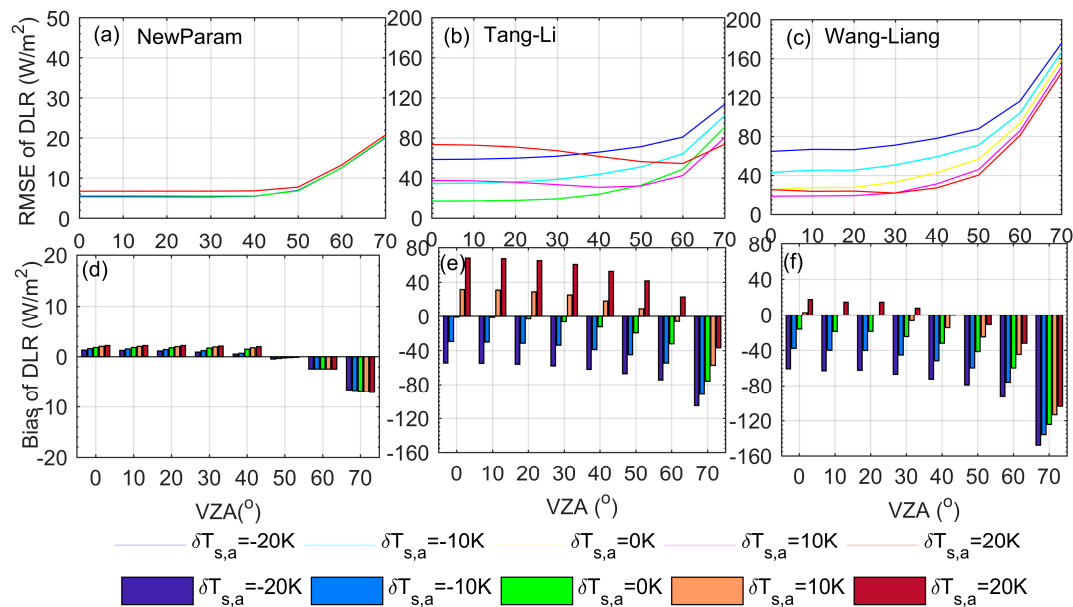 (a) NewParam
(b) Tang-Li
(c) Wang-Liang
RMSE of DLR (W/m²)
50
40
30
20
10
0
0 10 20 30 40 50 60 70
200
160
120
80
40
0
0 10 20 30 40 50 60 70
200
160
120
80
40
0
0 10 20 30 40 50 60 70
(d)
(e)
(f)
Bias of DLR (W/m²)
20
10
0
-10
-20
0 10 20 30 40 50 60 70
VZA(°)
80
40
0
-40
-80
-120
-160
0 10 20 30 40 50 60 70
VZA (°)
80
40
0
-40
-80
-120
-160
0 10 20 30 40 50 60 70
VZA (°)
δTs,a=-20K δTs,a=-10K δTs,a=0K δTs,a=10K δTs,a=20K
δTs,a=-20K δTs,a=-10K δTs,a=0K δTs,a=10K δTs,a=20K